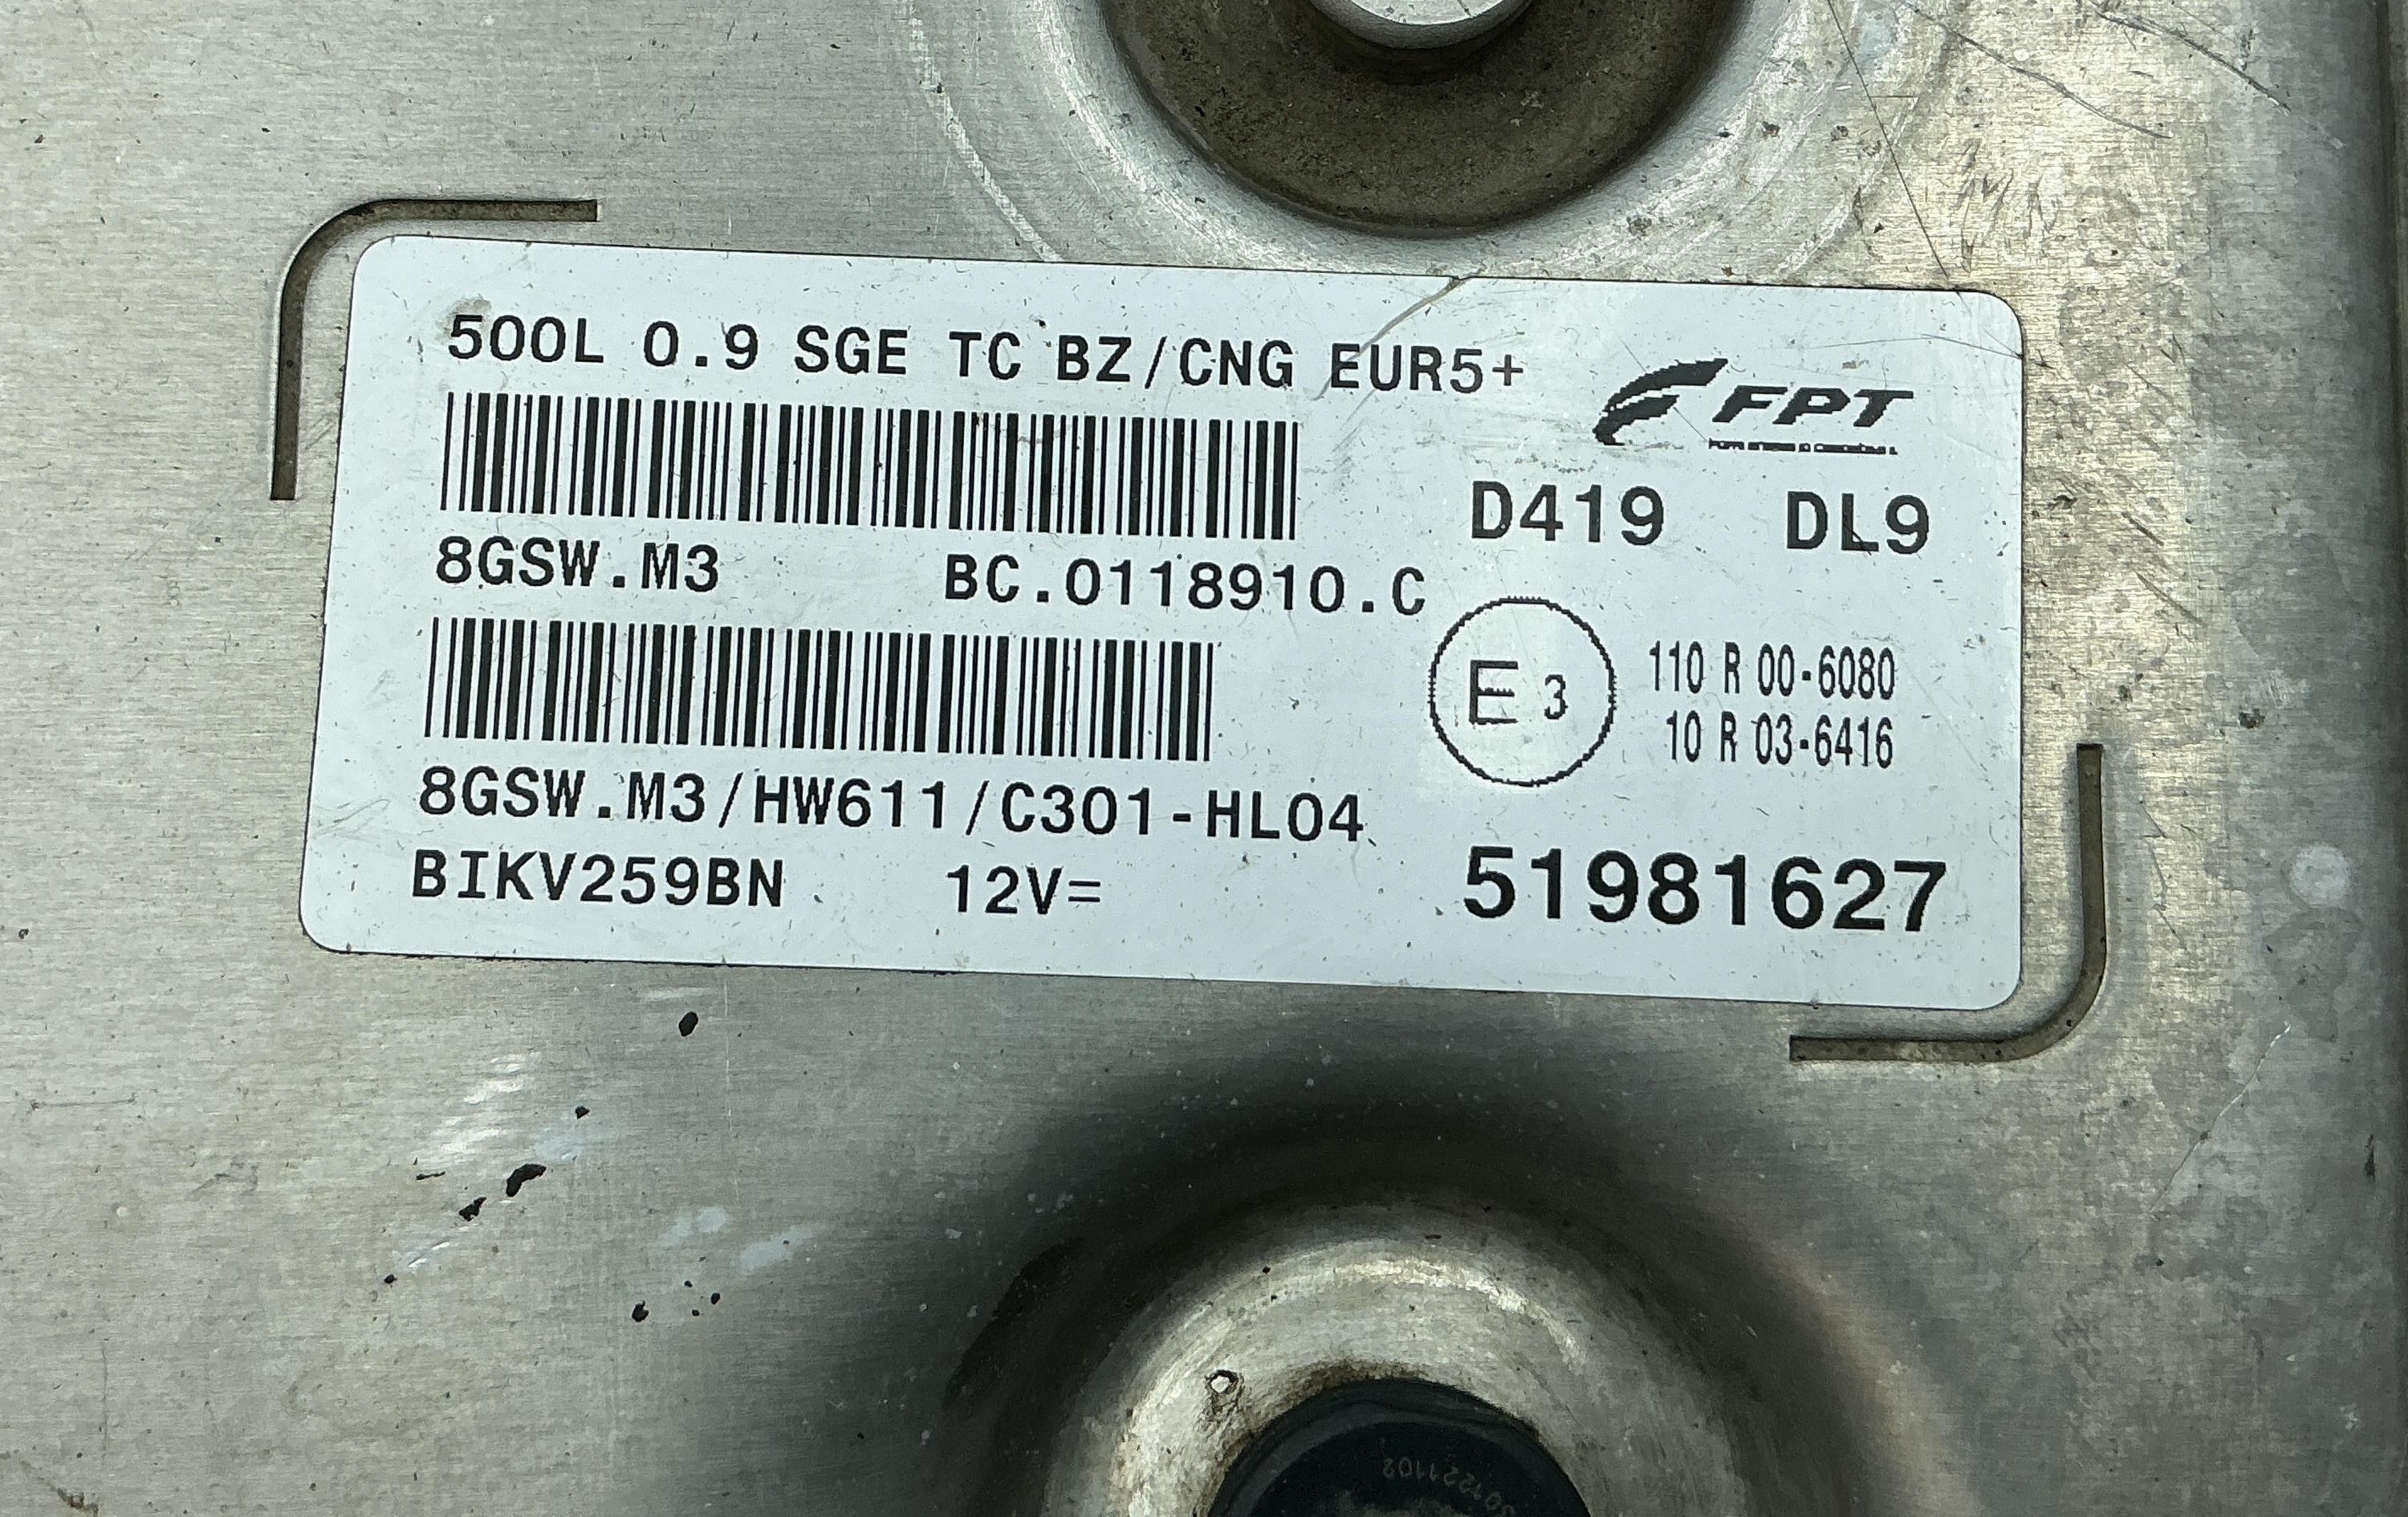 500L 0.9 SGE TC BZ/CNG EUR5+
FPT
D419 DL9
8GSW.M3 BC.0118910.C
E3
110 R 00-6080
10 R 03-6416
8GSW.M3/HW611/C301-HL04
BIKV259BN 12V=
51981627